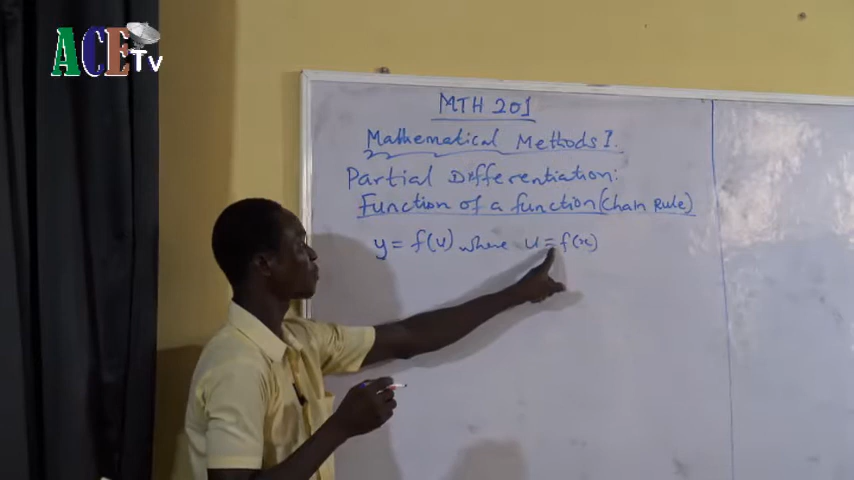 ACE Tv
MTH 201
Mathematical Methods I.
Partial Differentiation:
Function of a function (Chain Rule)
y = f(u) where u = f(x)